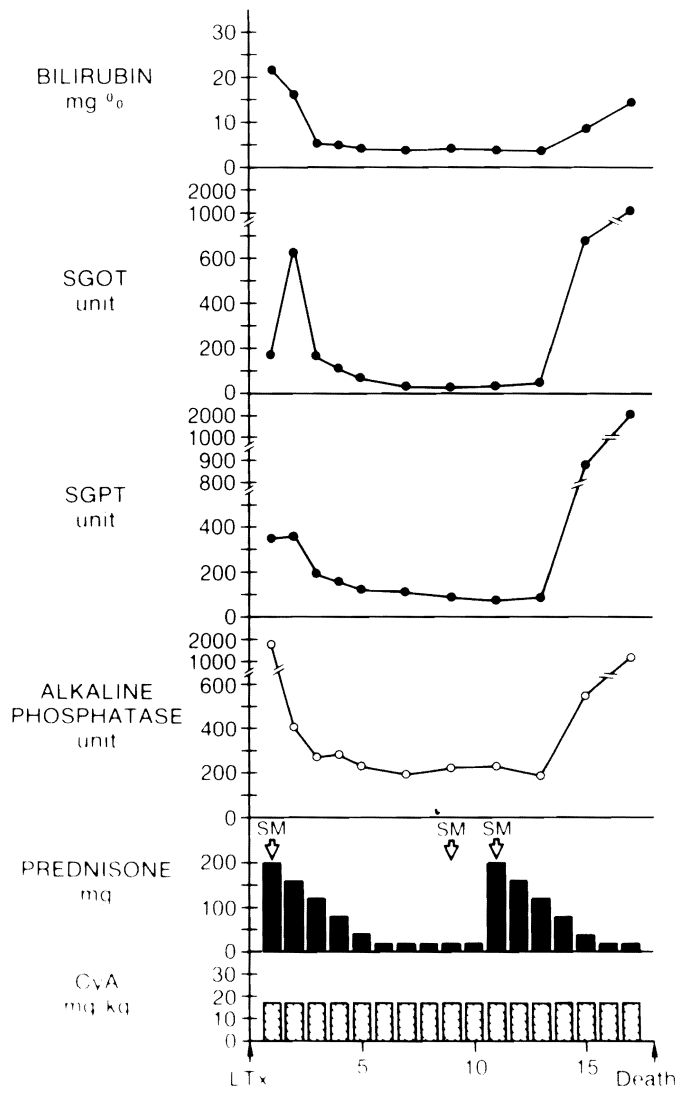 BILIRUBIN
mg %
30
20
10
0
SGOT
unit
2000
1000
600
400
200
0
SGPT
unit
2000
1000
900
800
400
200
0
ALKALINE
PHOSPHATASE
unit
2000
1000
600
400
200
0
SM SM SM
PREDNISONE
mg
200
100
0
CyA
mg kg
30
20
10
0
5 10 15
LTx Death